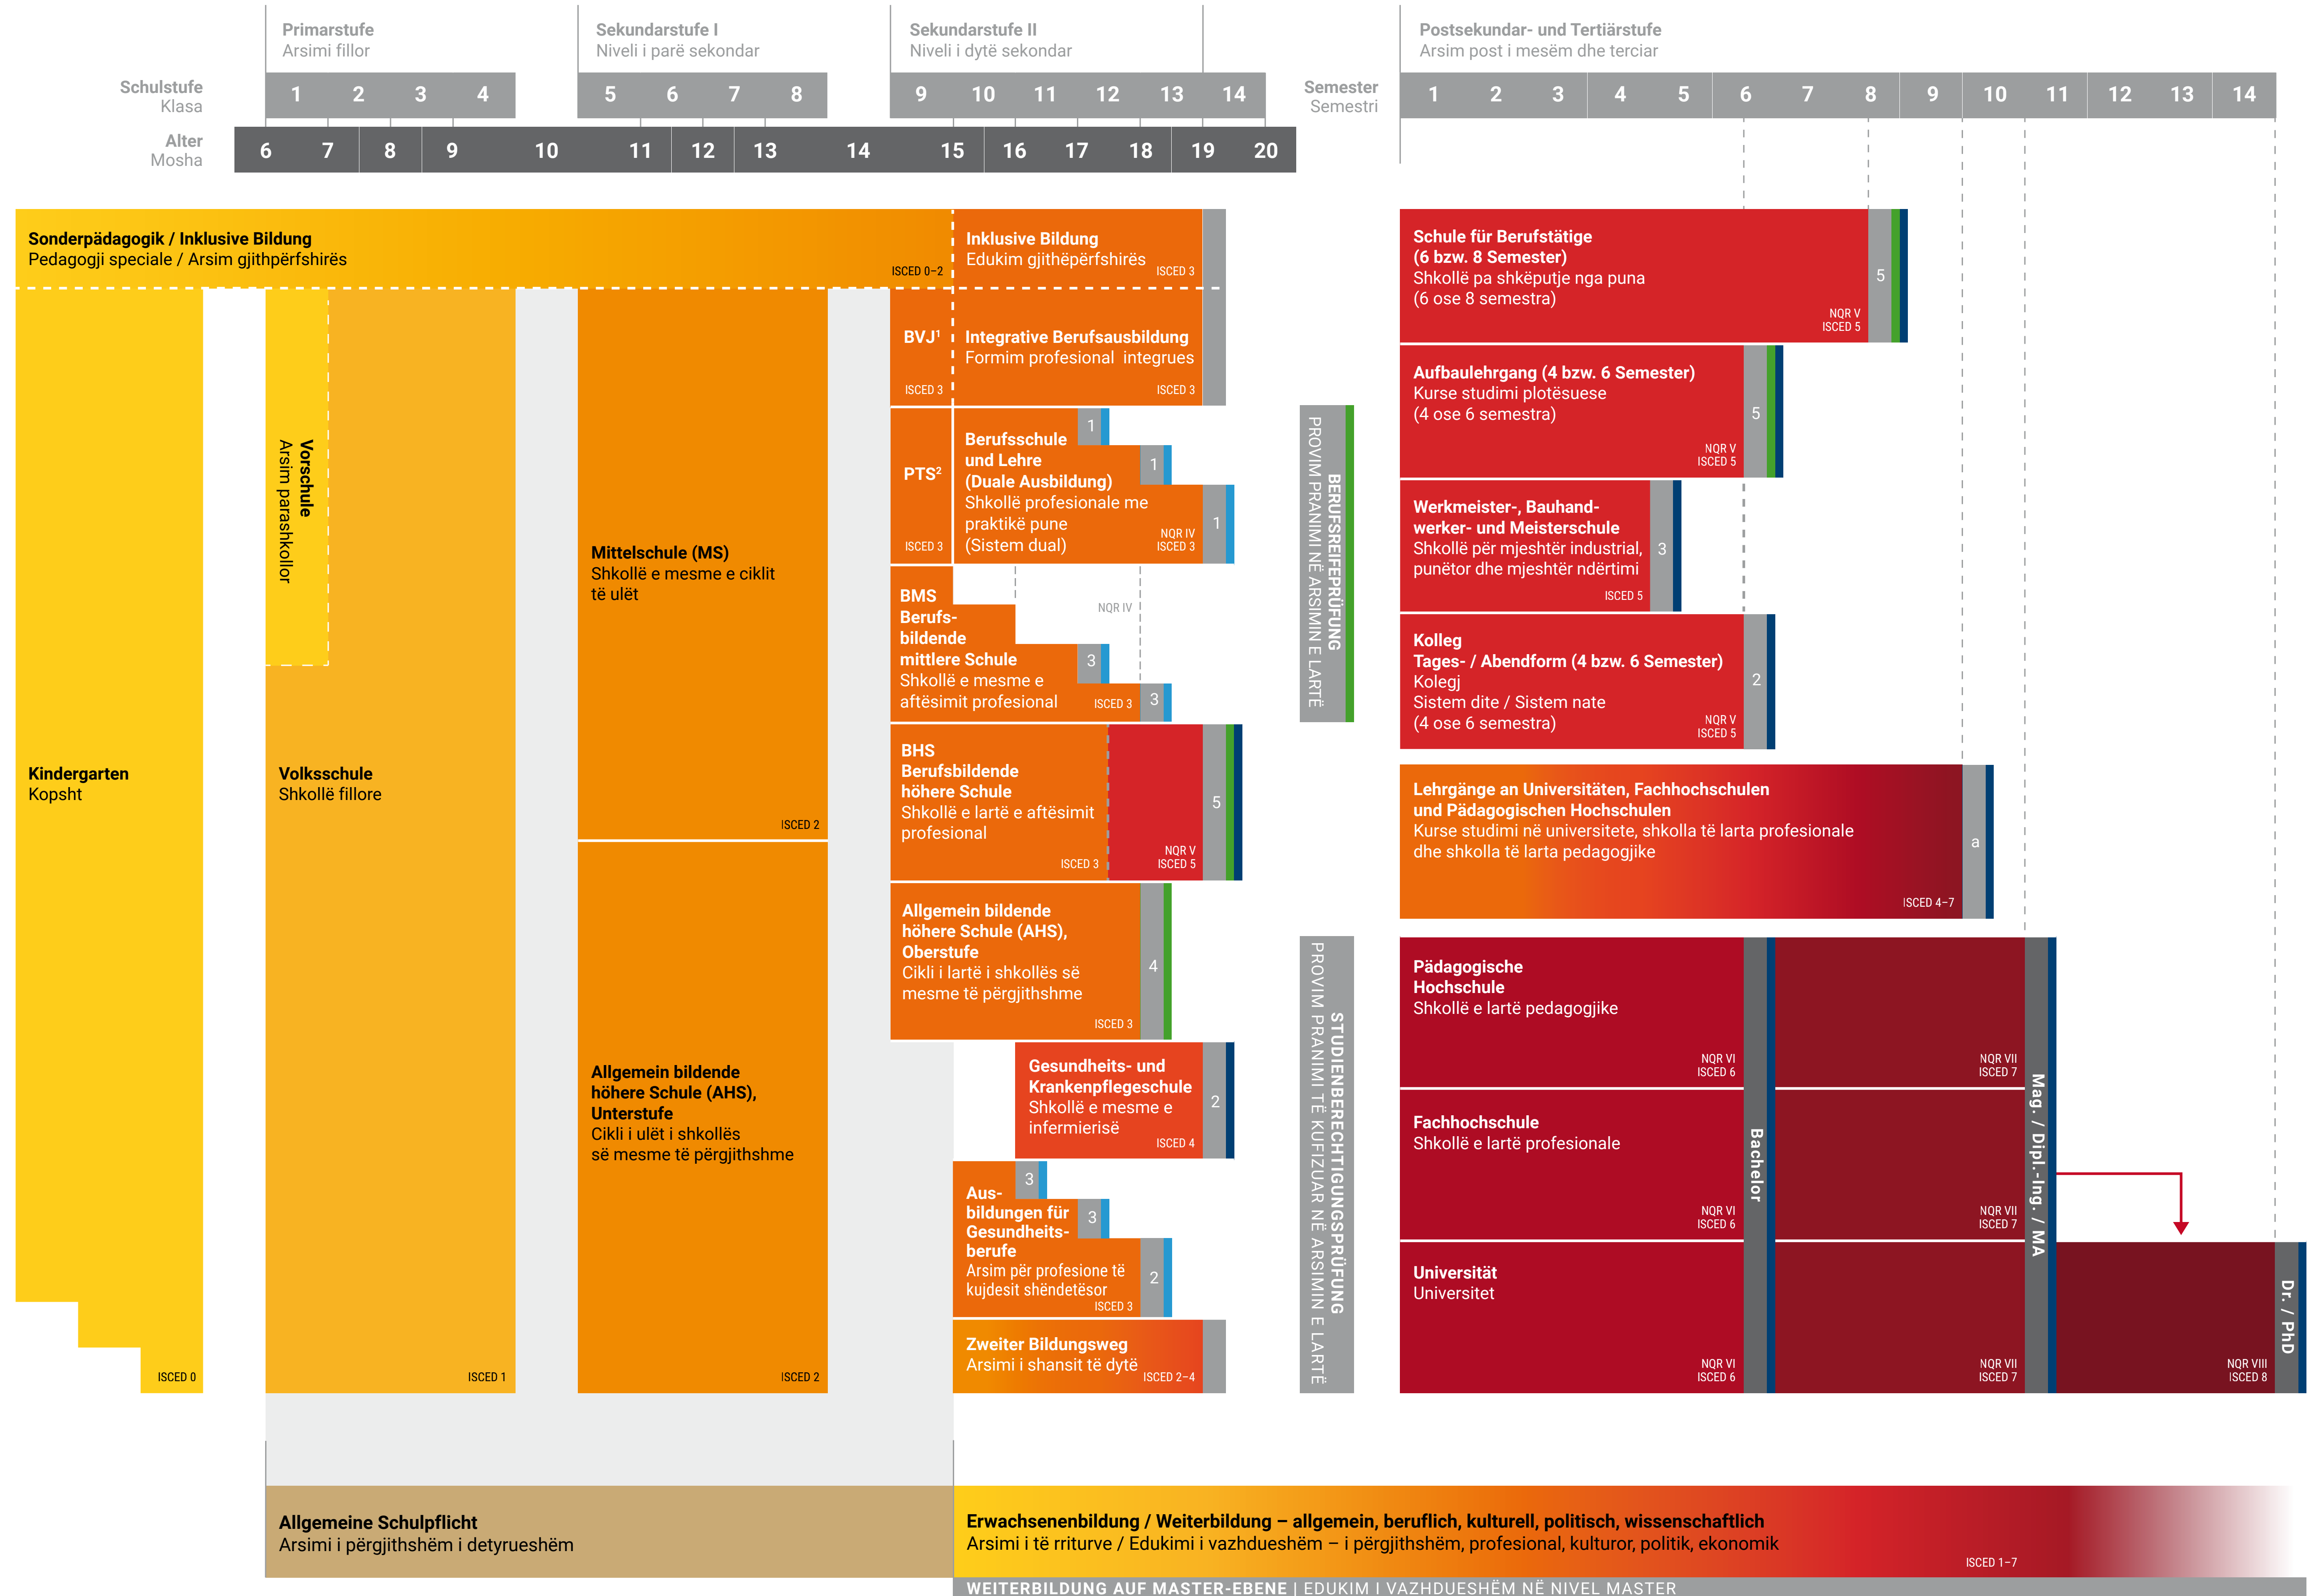 Primarstufe
Arsimi fillor
Sekundarstufe I
Niveli i parë sekondar
Sekundarstufe II
Niveli i dytë sekondar
Postsekundar- und Tertiärstufe
Arsim post i mesëm dhe terciar
Schulstufe
Klasa
1 2 3 4 5 6 7 8 9 10 11 12 13 14
Semester
Semestri
1 2 3 4 5 6 7 8 9 10 11 12 13 14
Alter
Mosha
6 7 8 9 10 11 12 13 14 15 16 17 18 19 20
Sonderpädagogik / Inklusive Bildung
Pedagogji speciale / Arsim gjithpërfshirës
ISCED 0–2
Inklusive Bildung
Edukim gjithëpërfshirës
ISCED 3
Kindergarten
Kopsht
ISCED 0
Vorschule
Arsim parashkollor
Volksschule
Shkollë fillore
ISCED 1
Mittelschule (MS)
Shkollë e mesme e ciklit
të ulët
ISCED 2
Allgemein bildende
höhere Schule (AHS),
Unterstufe
Cikli i ulët i shkollës
së mesme të përgjithshme
ISCED 2
BVJ¹
ISCED 3
Integrative Berufsausbildung
Formim profesional integrues
ISCED 3
PTS²
ISCED 3
Berufsschule
und Lehre
(Duale Ausbildung)
Shkollë profesionale me
praktikë pune
(Sistem dual)
NQR IV
ISCED 3
1
1
1
BMS
Berufs-
bildende
mittlere Schule
Shkollë e mesme e
aftësimit profesional
ISCED 3
NQR IV
3
3
BHS
Berufsbildende
höhere Schule
Shkollë e lartë e aftësimit
profesional
ISCED 3
NQR V
ISCED 5
5
Allgemein bildende
höhere Schule (AHS),
Oberstufe
Cikli i lartë i shkollës së
mesme të përgjithshme
ISCED 3
4
Gesundheits- und
Krankenpflegeschule
Shkollë e mesme e
infermierisë
ISCED 4
2
Aus-
bildungen für
Gesundheits-
berufe
Arsim për profesione të
kujdesit shëndetësor
ISCED 3
3
3
2
Zweiter Bildungsweg
Arsimi i shansit të dytë
ISCED 2–4
BERUFSREIFEPRÜFUNG
PROVIM PRANIMI NË ARSIMIN E LARTË
STUDIENBERECHTIGUNGSPRÜFUNG
PROVIM PRANIMI TË KUFIZUAR NË ARSIMIN E LARTË
Schule für Berufstätige
(6 bzw. 8 Semester)
Shkollë pa shkëputje nga puna
(6 ose 8 semestra)
NQR V
ISCED 5
5
Aufbaulehrgang (4 bzw. 6 Semester)
Kurse studimi plotësuese
(4 ose 6 semestra)
NQR V
ISCED 5
5
Werkmeister-, Bauhand-
werker- und Meisterschule
Shkollë për mjeshtër industrial,
punëtor dhe mjeshtër ndërtimi
ISCED 5
3
Kolleg
Tages- / Abendform (4 bzw. 6 Semester)
Kolegj
Sistem dite / Sistem nate
(4 ose 6 semestra)
NQR V
ISCED 5
2
Lehrgänge an Universitäten, Fachhochschulen
und Pädagogischen Hochschulen
Kurse studimi në universitete, shkolla të larta profesionale
dhe shkolla të larta pedagogjike
ISCED 4–7
a
Pädagogische
Hochschule
Shkollë e lartë pedagogjike
NQR VI
ISCED 6
NQR VII
ISCED 7
Fachhochschule
Shkollë e lartë profesionale
NQR VI
ISCED 6
NQR VII
ISCED 7
Universität
Universitet
NQR VI
ISCED 6
NQR VII
ISCED 7
NQR VIII
ISCED 8
Bachelor
Mag. / Dipl.-Ing. / MA
Dr. / PhD
Allgemeine Schulpflicht
Arsimi i përgjithshëm i detyrueshëm
Erwachsenenbildung / Weiterbildung – allgemein, beruflich, kulturell, politisch, wissenschaftlich
Arsimi i të rriturve / Edukimi i vazhdueshëm – i përgjithshëm, profesional, kulturor, politik, ekonomik
ISCED 1–7
WEITERBILDUNG AUF MASTER-EBENE | EDUKIM I VAZHDUESHËM NË NIVEL MASTER